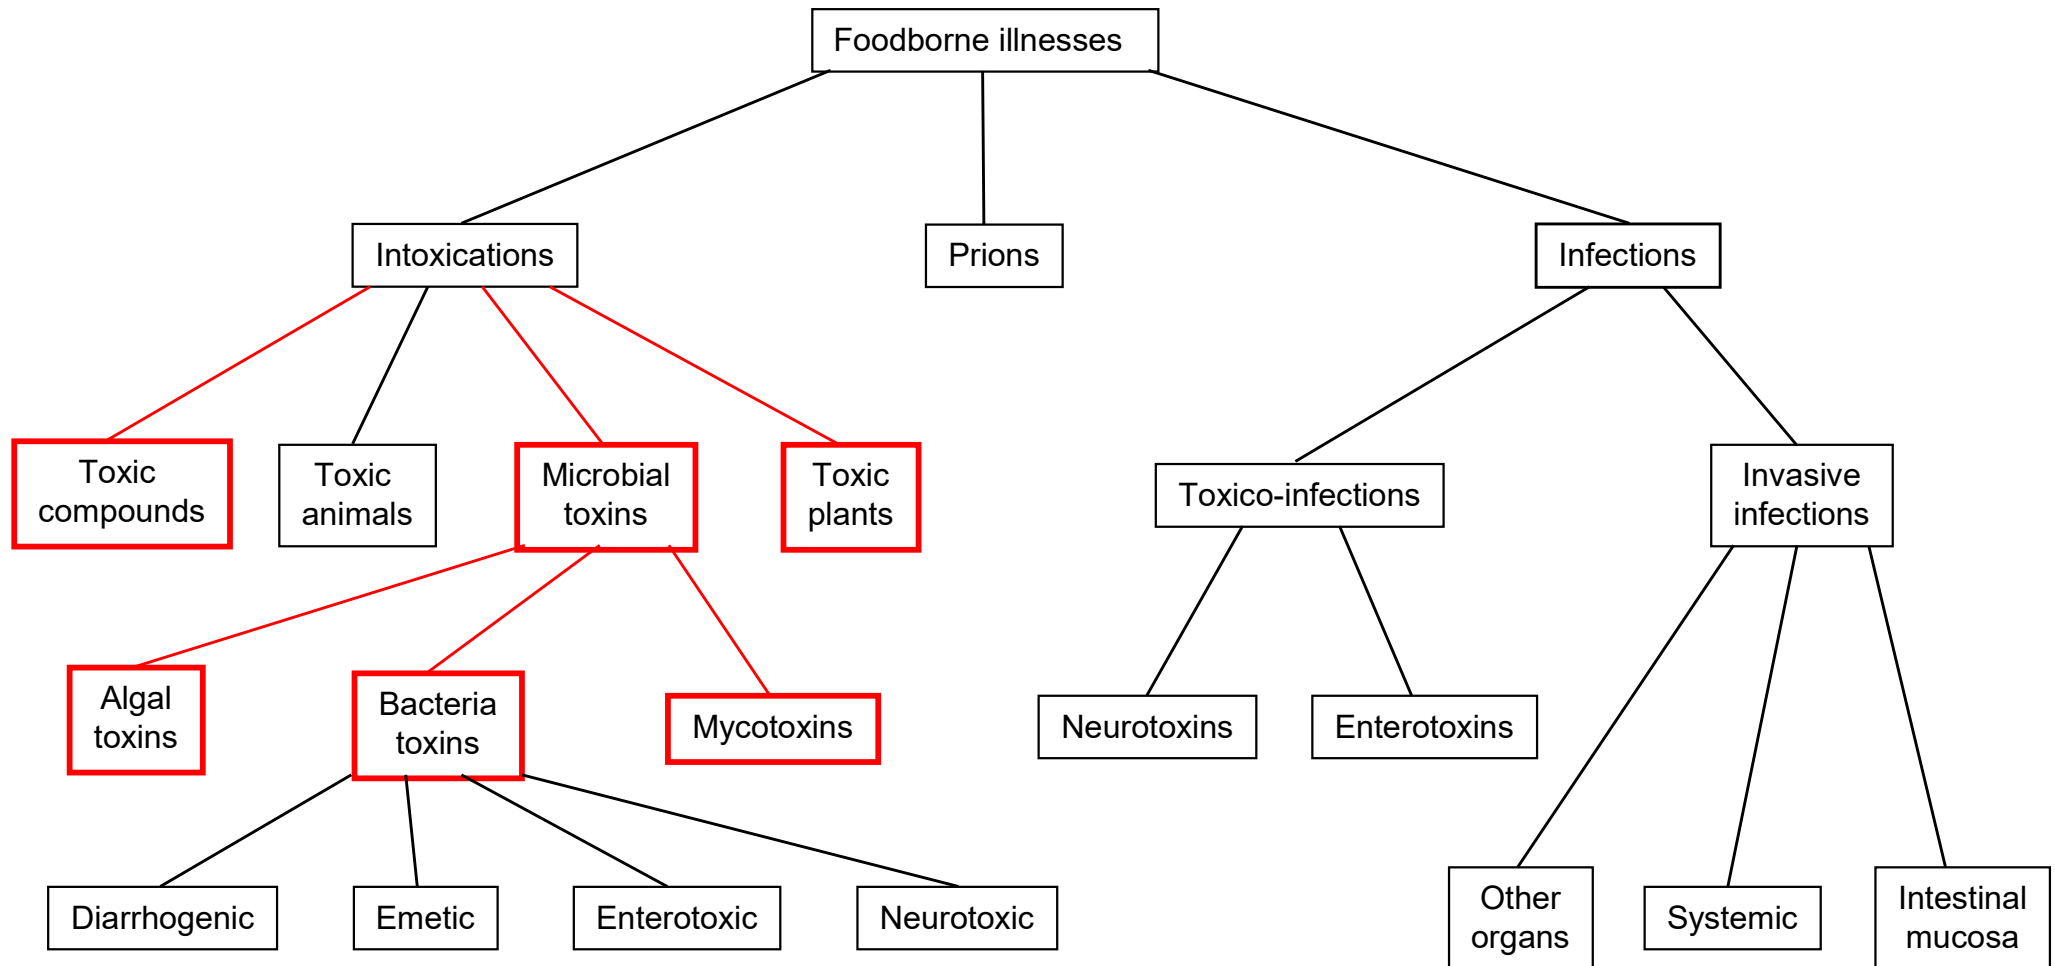 Foodborne illnesses
Intoxications
Prions
Infections
Toxic
compounds
Toxic
animals
Microbial
toxins
Toxic
plants
Toxico-infections
Invasive
infections
Algal
toxins
Bacteria
toxins
Mycotoxins
Neurotoxins
Enterotoxins
Diarrhogenic
Emetic
Enterotoxic
Neurotoxic
Other
organs
Systemic
Intestinal
mucosa